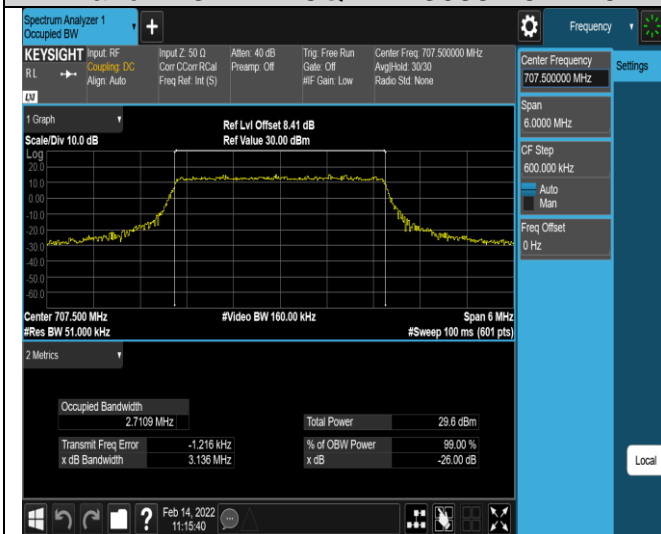 Spectrum Analyzer 1
Occupied BW
Frequency
KEYSIGHT
RL
LXI
Input: RF
Coupling: DC
Align: Auto
Input Z: 50 Ω
Corr CCorr RCal
Freq Ref: Int (S)
Atten: 40 dB
Preamp: Off
Trig: Free Run
Gate: Off
#IF Gain: Low
Center Freq: 707.500000 MHz
Avg|Hold: 30/30
Radio Std: None
1 Graph
Scale/Div 10.0 dB
Ref Lvl Offset 8.41 dB
Ref Value 30.00 dBm
Log
20.0
10.0
0.00
-10.0
-20.0
-30.0
-40.0
-50.0
-60.0
Center 707.500 MHz
#Video BW 160.00 kHz
Span 6 MHz
#Res BW 51.000 kHz
#Sweep 100 ms (601 pts)
2 Metrics
Occupied Bandwidth
2.7109 MHz
Total Power 29.6 dBm
Transmit Freq Error -1.216 kHz
% of OBW Power 99.00 %
x dB Bandwidth 3.136 MHz
x dB -26.00 dB
Center Frequency
707.500000 MHz
Settings
Span
6.0000 MHz
CF Step
600.000 kHz
Auto
Man
Freq Offset
0 Hz
Local
?
Feb 14, 2022
11:15:40